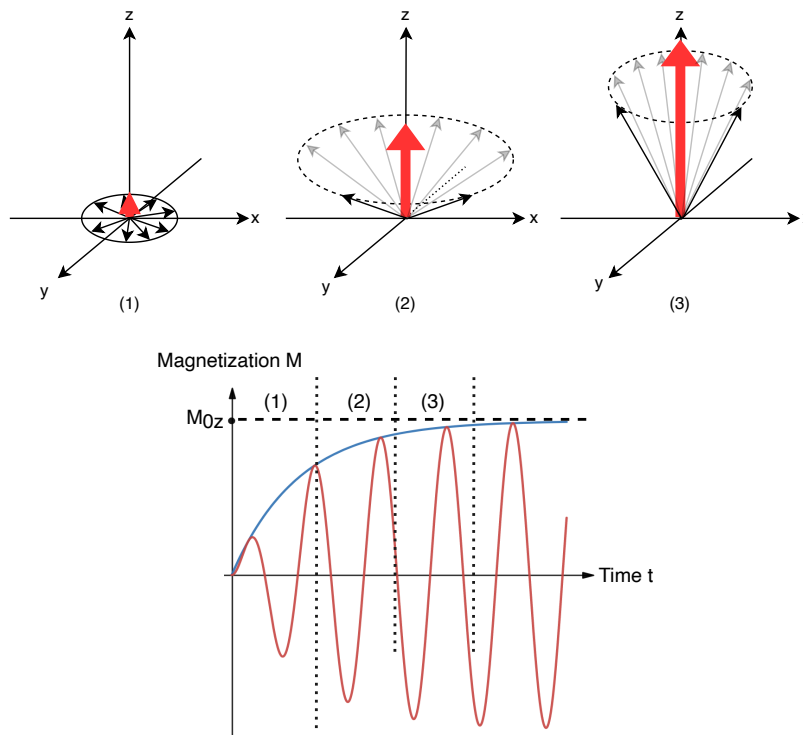 z
z
z
x
x
y
y
y
(1)
(2)
(3)
Magnetization M
(1)
(2)
(3)
M0z
Time t